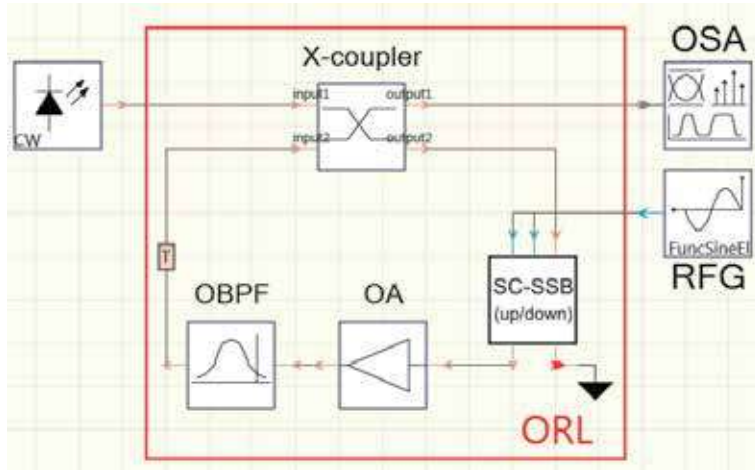 X-coupler
OSA
input1
output1
CW
input2
output2
FuncSineEl
RFG
T
OBPF
OA
SC-SSB
(up/down)
ORL